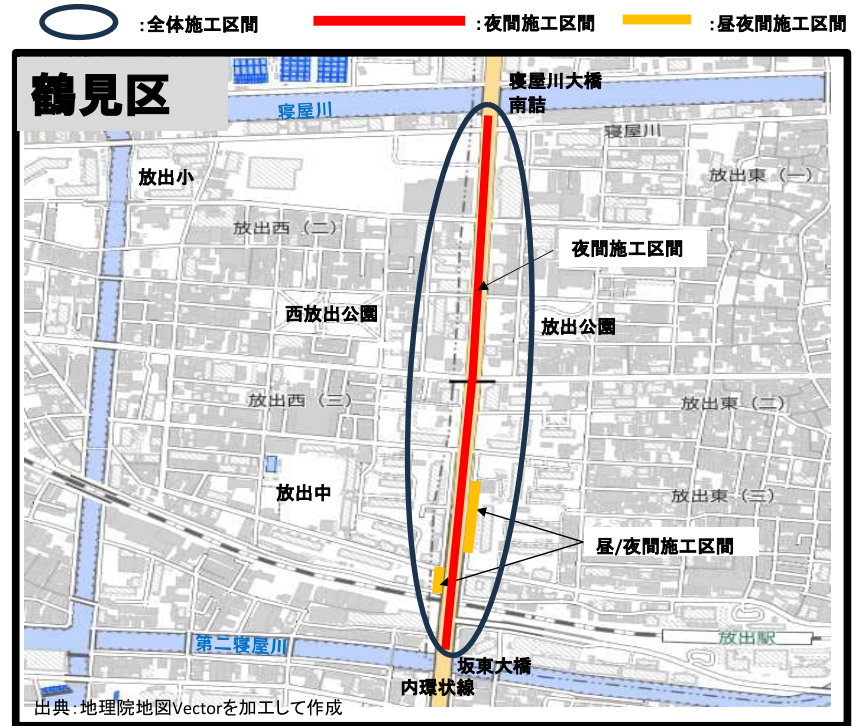 :全体施工区間
:夜間施工区間
:昼夜間施工区間
鶴見区
寝屋川大橋
南詰
寝屋川
寝屋川
放出小
放出東（一）
放出西（二）
夜間施工区間
西放出公園
放出公園
放出西（三）
放出東（二）
放出中
放出東（三）
昼/夜間施工区間
放出駅
第二寝屋川
坂東大橋
内環状線
出典:地理院地図Vectorを加工して作成